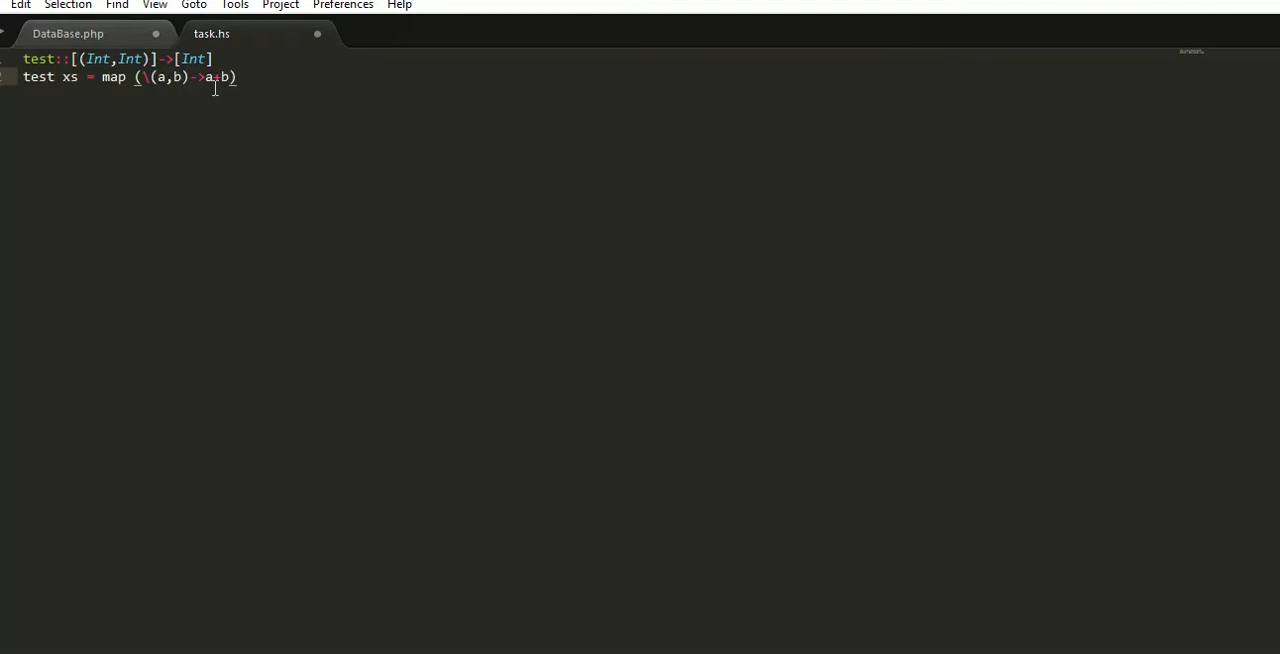 Edit Selection Find View Goto Tools Project Preferences Help
DataBase.php task.hs
test::[(Int,Int)]->[Int]
2 test xs = map (\(a,b)->a+b)